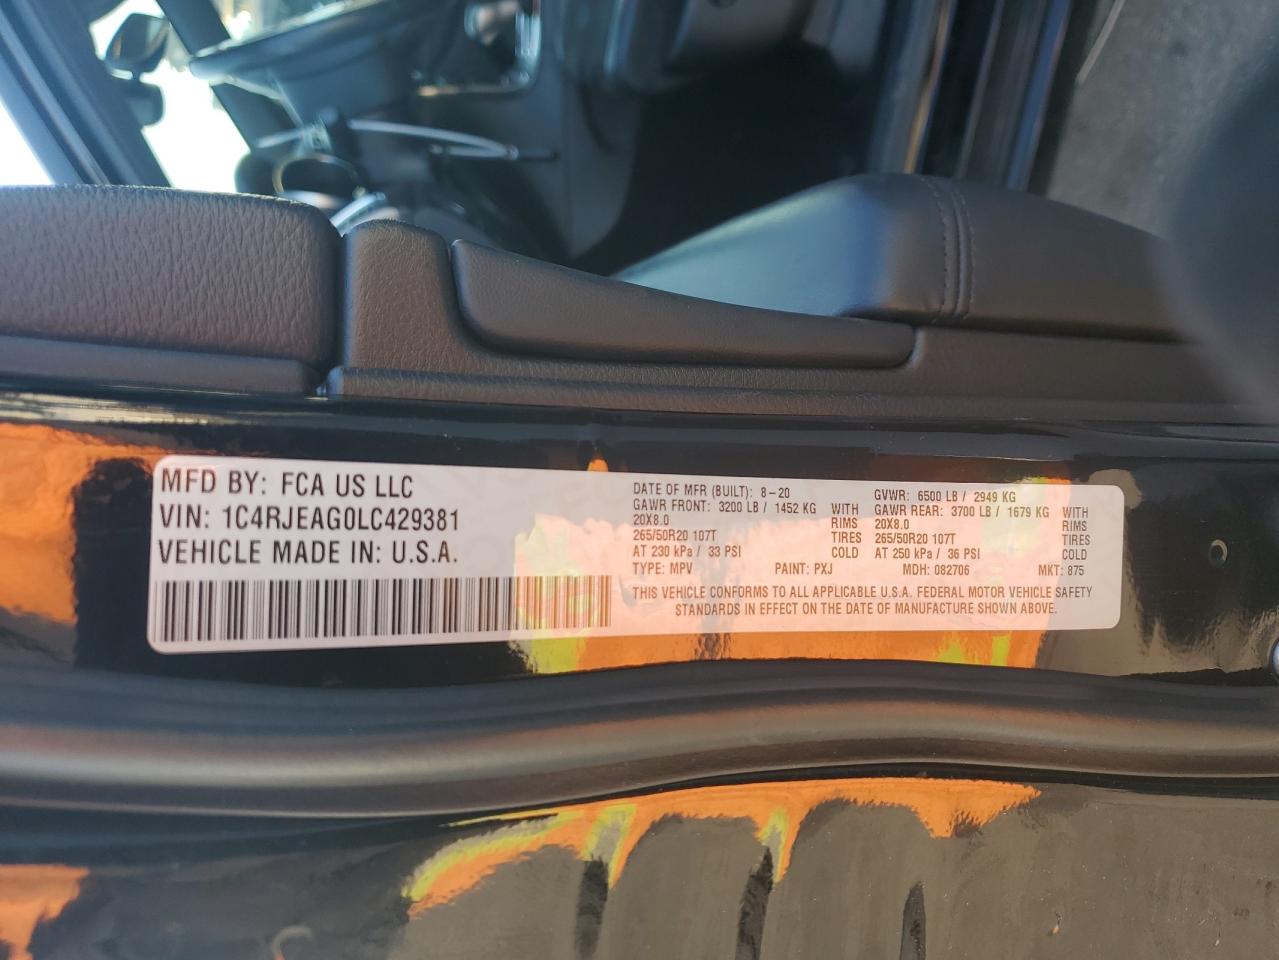 MFD BY: FCA US LLC
VIN: 1C4RJEAG0LC429381
VEHICLE MADE IN: U.S.A.
DATE OF MFR (BUILT): 8-20 GVWR: 6500 LB / 2949 KG
GAWR FRONT: 3200 LB / 1452 KG WITH GAWR REAR: 3700 LB / 1679 KG WITH
20X8.0 RIMS 20X8.0 RIMS
265/50R20 107T TIRES 265/50R20 107T TIRES
AT 230 kPa / 33 PSI COLD AT 250 kPa / 36 PSI COLD
TYPE: MPV PAINT: PXJ MDH: 082706 MKT: 875
THIS VEHICLE CONFORMS TO ALL APPLICABLE U.S.A. FEDERAL MOTOR VEHICLE SAFETY
STANDARDS IN EFFECT ON THE DATE OF MANUFACTURE SHOWN ABOVE.